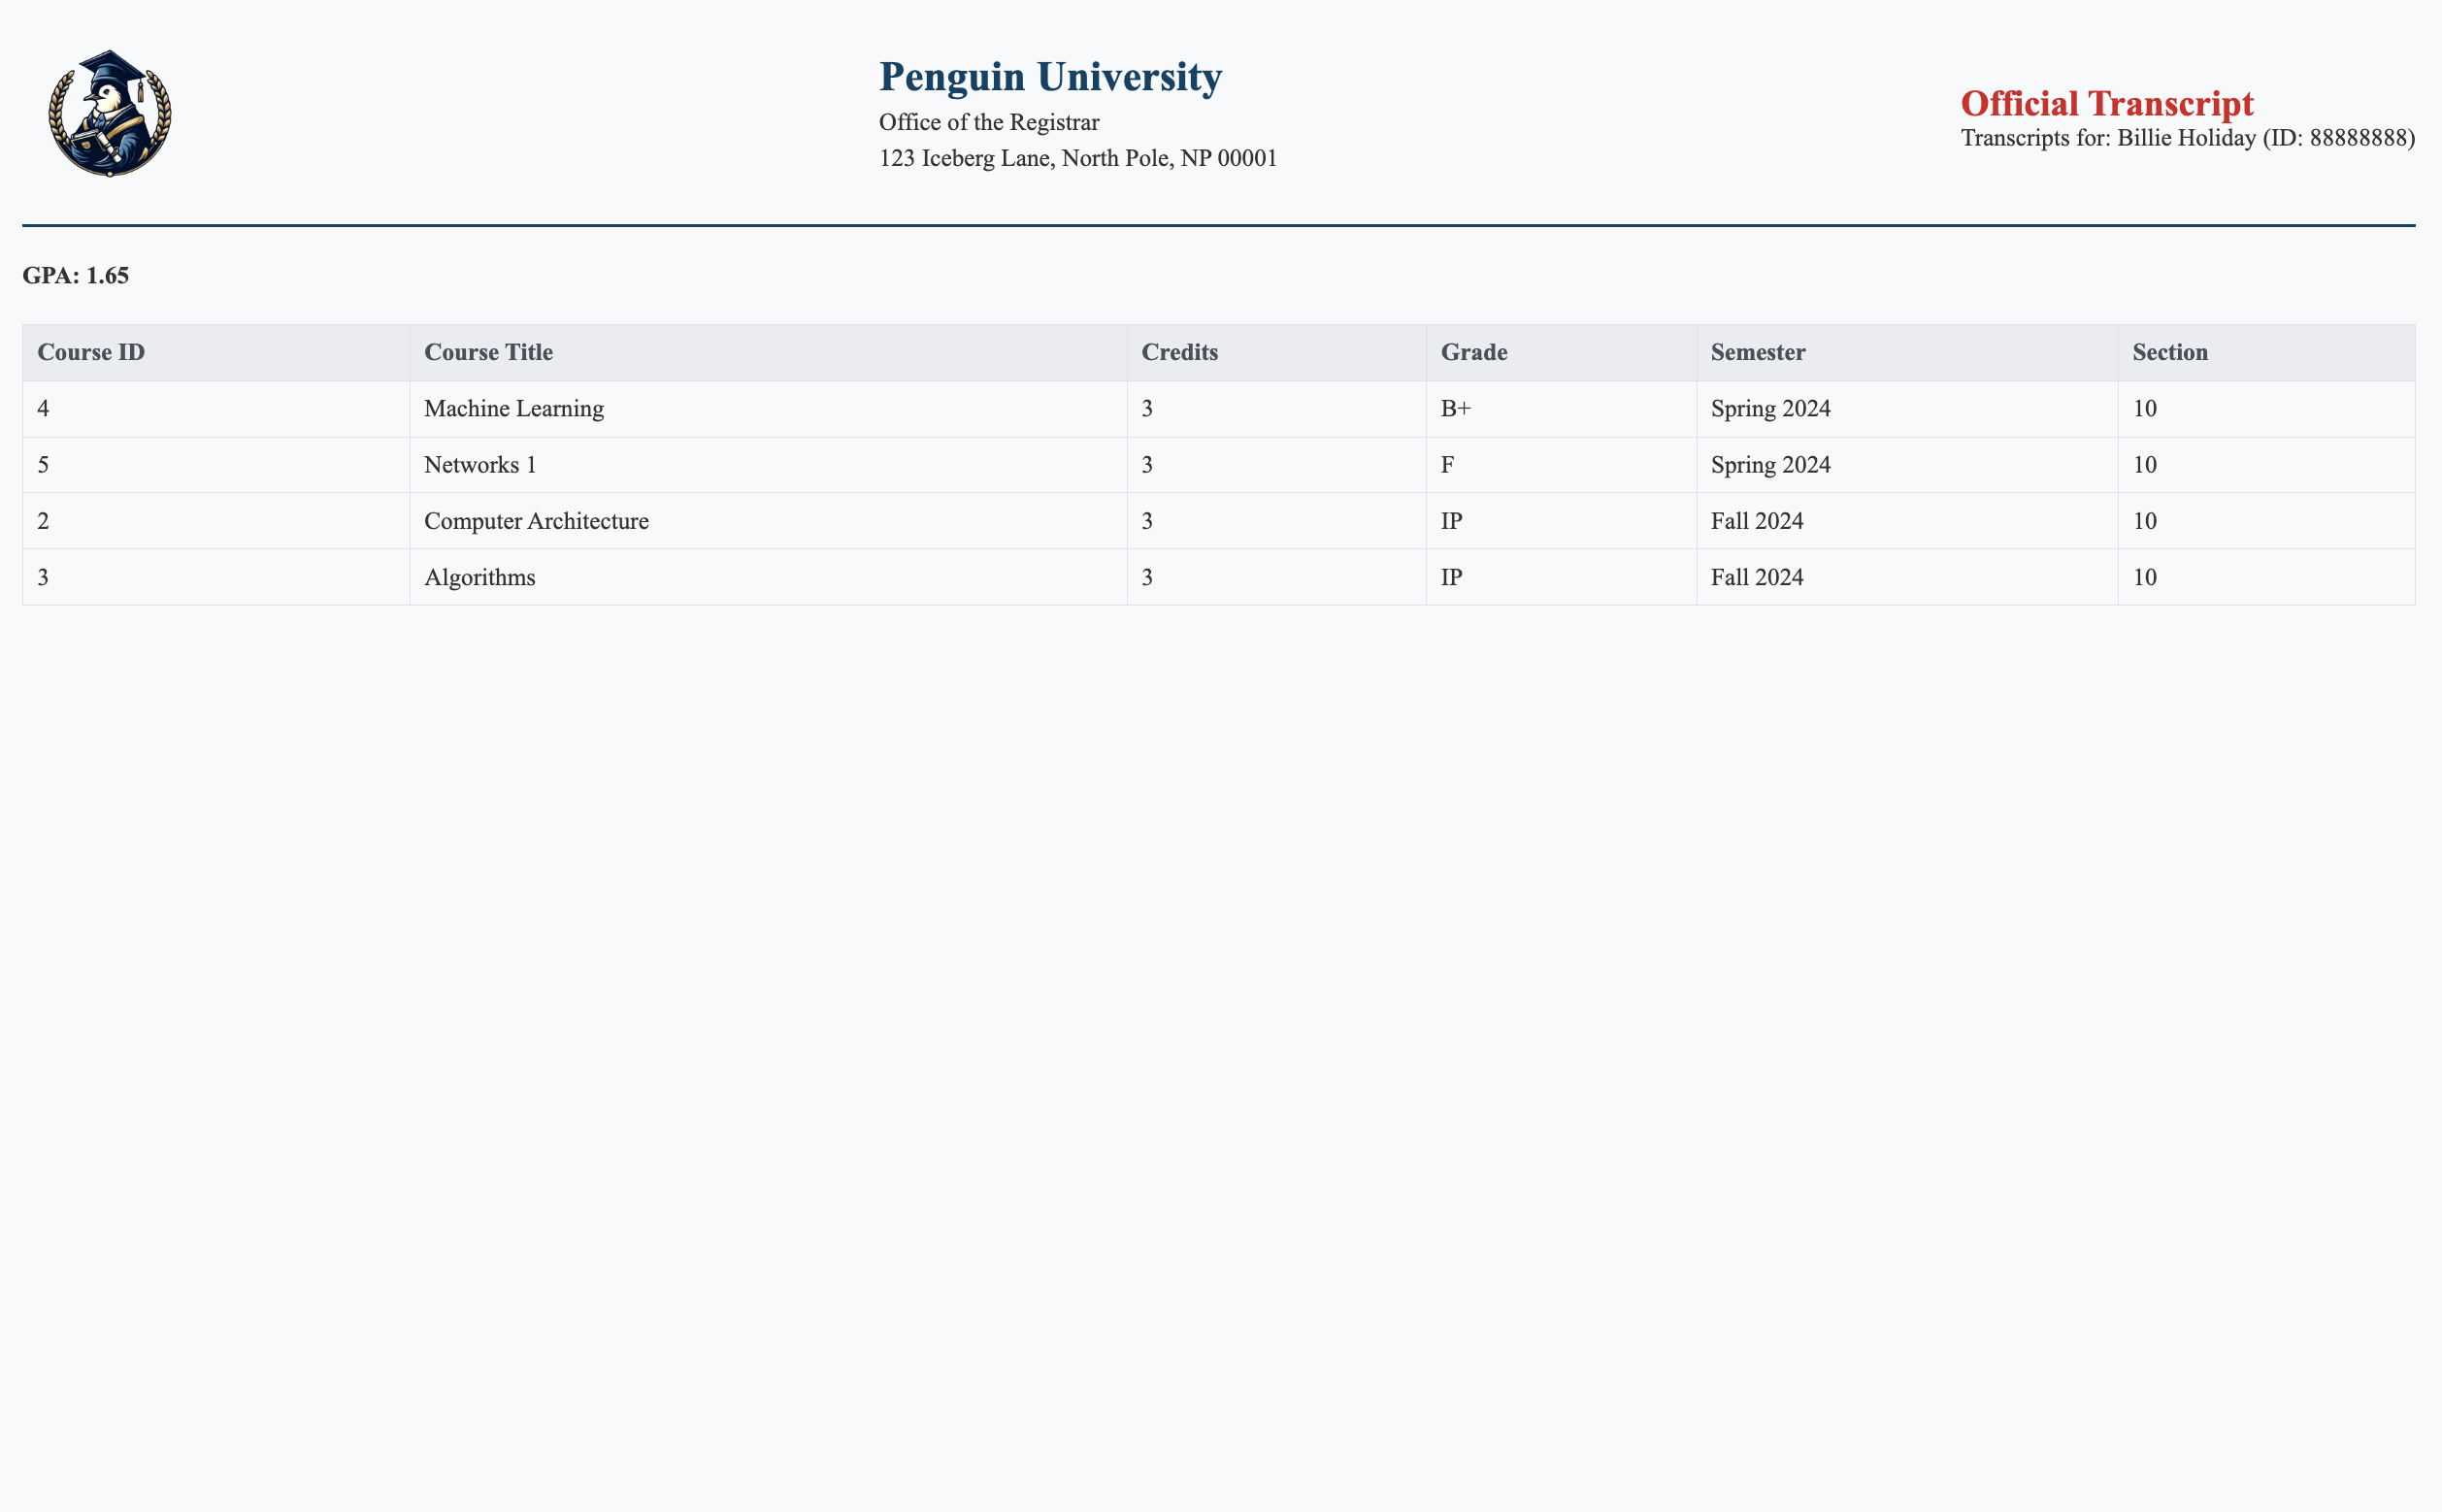 Penguin University
Office of the Registrar
123 Iceberg Lane, North Pole, NP 00001
Official Transcript
Transcripts for: Billie Holiday (ID: 88888888)
GPA: 1.65
Course ID Course Title Credits Grade Semester Section
4 Machine Learning 3 B+ Spring 2024 10
5 Networks 1 3 F Spring 2024 10
2 Computer Architecture 3 IP Fall 2024 10
3 Algorithms 3 IP Fall 2024 10